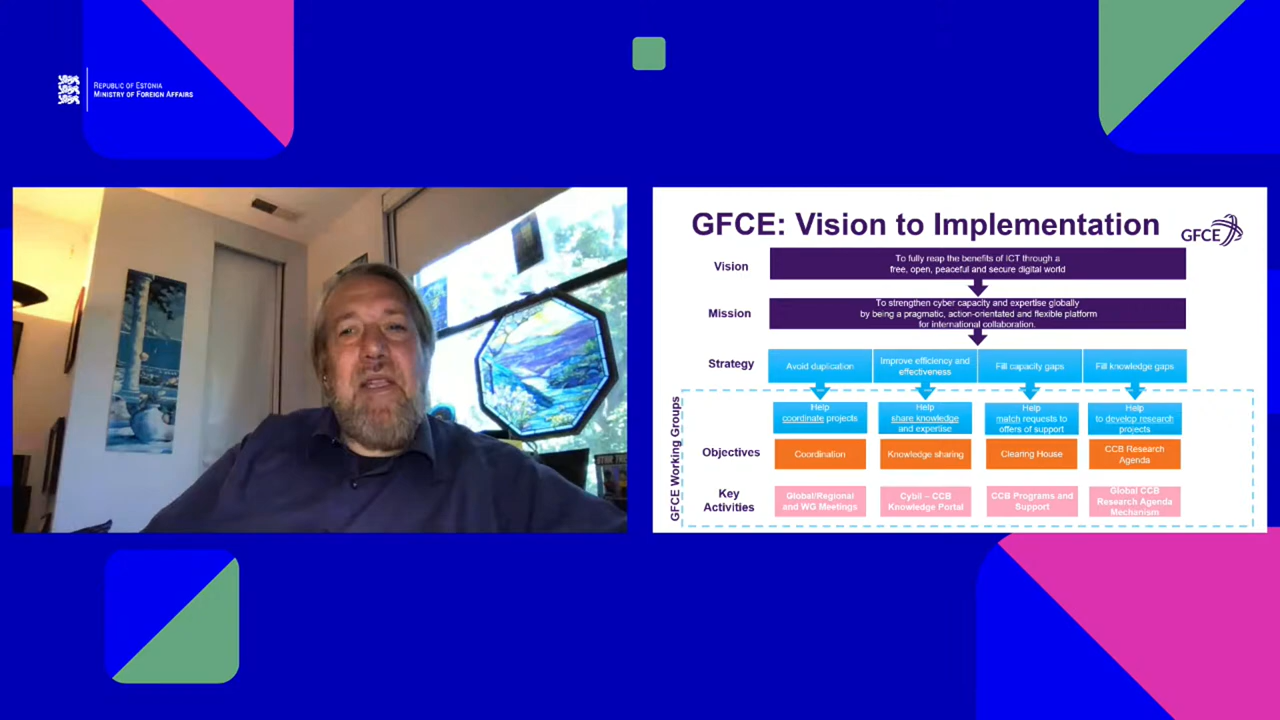 REPUBLIC OF ESTONIA
MINISTRY OF FOREIGN AFFAIRS
GFCE: Vision to Implementation
GFCE
Vision
To fully reap the benefits of ICT through a
free, open, peaceful and secure digital world
Mission
To strengthen cyber capacity and expertise globally
by being a pragmatic, action-orientated and flexible platform
for international collaboration.
Strategy
Avoid duplication
Improve efficiency and
effectiveness
Fill capacity gaps
Fill knowledge gaps
GFCE Working Groups
Help
coordinate projects
Help
share knowledge
and expertise
Help
match requests to
offers of support
Help
to develop research
projects
Objectives
Coordination
Knowledge sharing
Clearing House
CCB Research
Agenda
Key
Activities
Global/Regional
and WG Meetings
Cybil – CCB
Knowledge Portal
CCB Programs and
Support
Global CCB
Research Agenda
Mechanism